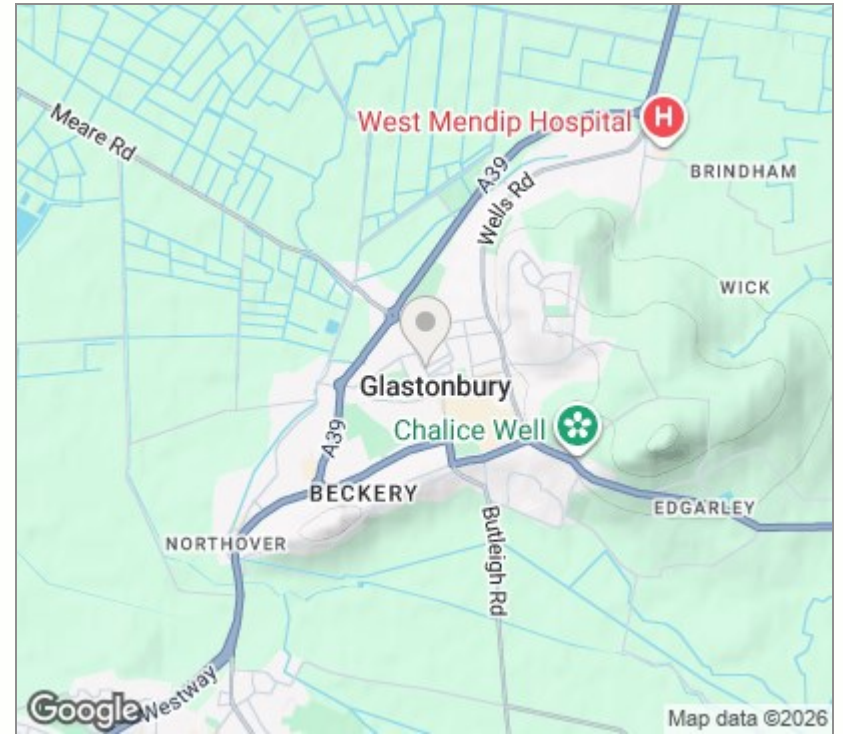 Meare Rd
West Mendip Hospital
H
BRINDHAM
A39
Wells Rd
WICK
Glastonbury
Chalice Well
A39
BECKERY
EDGARLEY
NORTHOVER
Butleigh Rd
Westway
Google
Map data ©2026